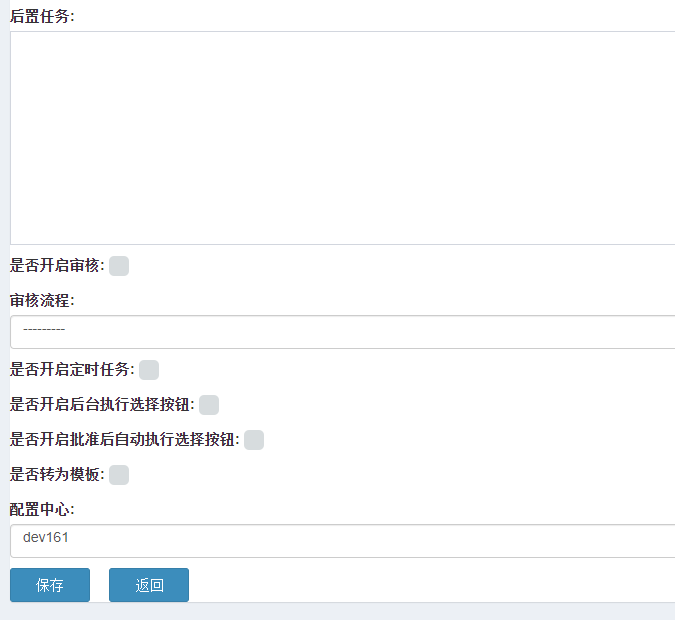 后置任务:
是否开启审核:
审核流程:
---------
是否开启定时任务:
是否开启后台执行选择按钮:
是否开启批准后自动执行选择按钮:
是否转为模板:
配置中心:
dev161
保存 返回